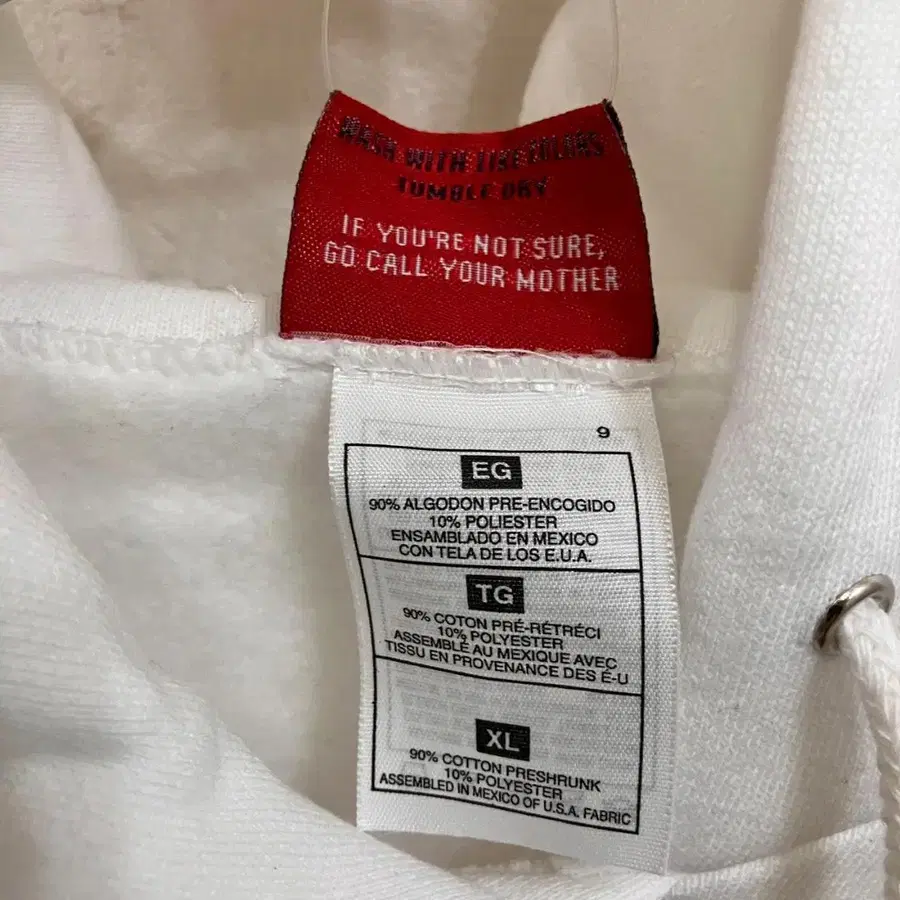 WASH WITH LIKE COLORS
TUMBLE DRY
IF YOU'RE NOT SURE,
GO CALL YOUR MOTHER
9
EG
90% ALGODON PRE-ENCOGIDO
10% POLIESTER
ENSAMBLADO EN MEXICO
CON TELA DE LOS E.U.A.
TG
90% COTON PRÉ-RÉTRÉCI
10% POLYESTER
ASSEMBLÉ AU MEXIQUE AVEC
TISSU EN PROVENANCE DES É-U
XL
90% COTTON PRESHRUNK
10% POLYESTER
ASSEMBLED IN MEXICO OF U.S.A. FABRIC